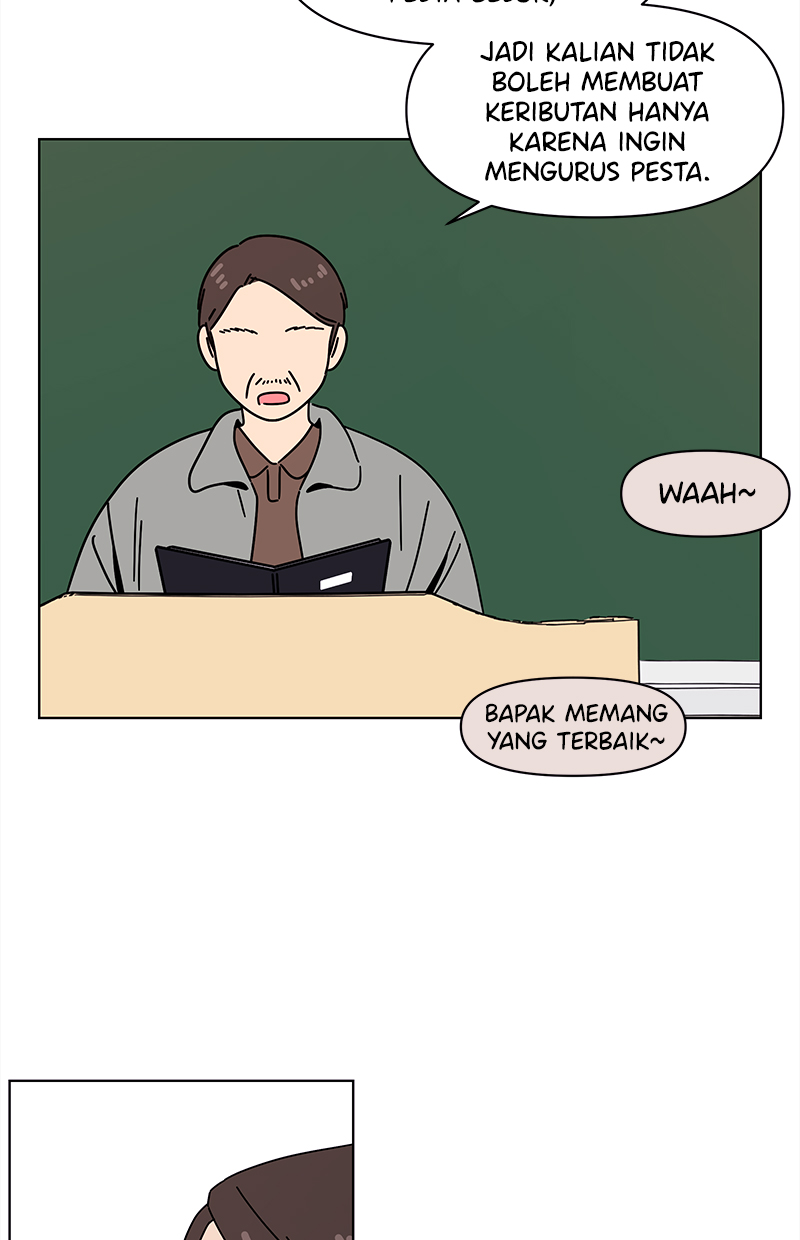 JADI KALIAN TIDAK
BOLEH MEMBUAT
KERIBUTAN HANYA
KARENA INGIN
MENGURUS PESTA.
WAAH~
BAPAK MEMANG
YANG TERBAIK~